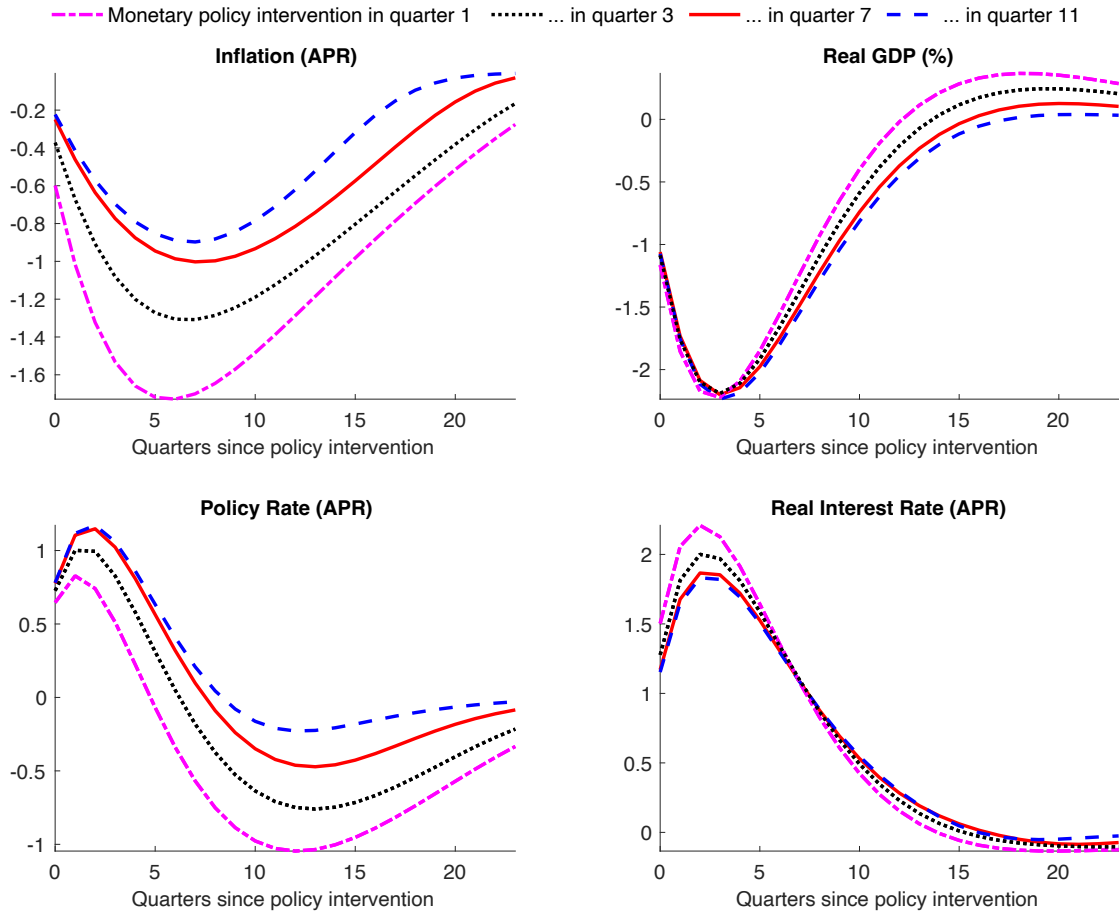 Monetary policy intervention in quarter 1 ... in quarter 3 ... in quarter 7 ... in quarter 11
Inflation (APR) Real GDP (%)
-0.2
-0.4
-0.6
-0.8
-1
-1.2
-1.4
-1.6
0 5 10 15 20
Quarters since policy intervention
0
-0.5
-1
-1.5
-2
0 5 10 15 20
Quarters since policy intervention
Policy Rate (APR) Real Interest Rate (APR)
1
0.5
0
-0.5
-1
0 5 10 15 20
Quarters since policy intervention
2
1.5
1
0.5
0
0 5 10 15 20
Quarters since policy intervention